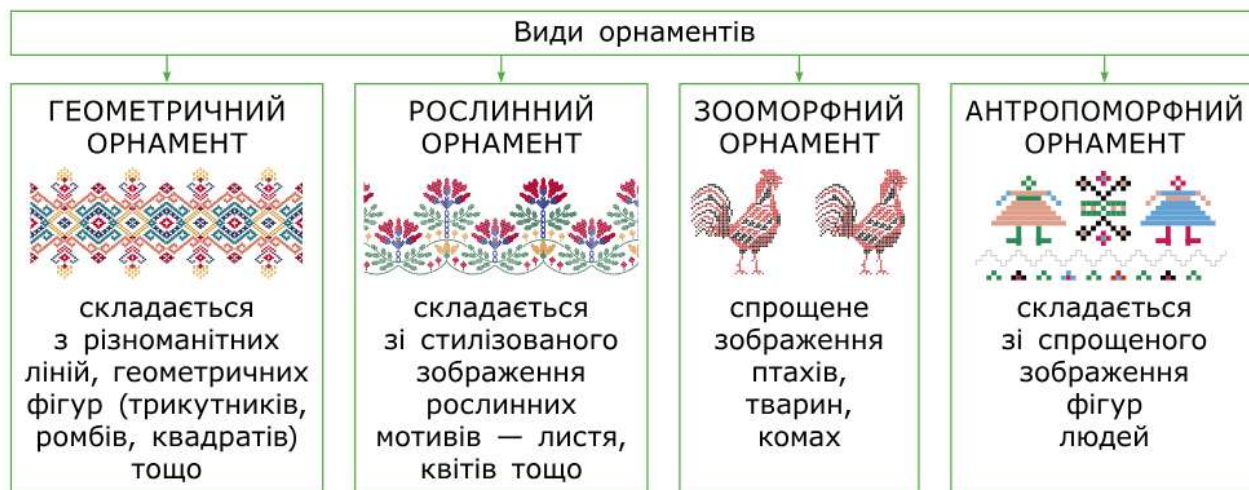 Види орнаментів
ГЕОМЕТРИЧНИЙ
ОРНАМЕНТ
складається
з різноманітних
ліній, геометричних
фігур (трикутників,
ромбів, квадратів)
тощо
РОСЛИННИЙ
ОРНАМЕНТ
складається
зі стилізованого
зображення
рослинних
мотивів — листя,
квітів тощо
ЗООМОРФНИЙ
ОРНАМЕНТ
спрощене
зображення
птахів,
тварин,
комах
АНТРОПОМОРФНИЙ
ОРНАМЕНТ
складається
зі спрощеного
зображення
фігур
людей